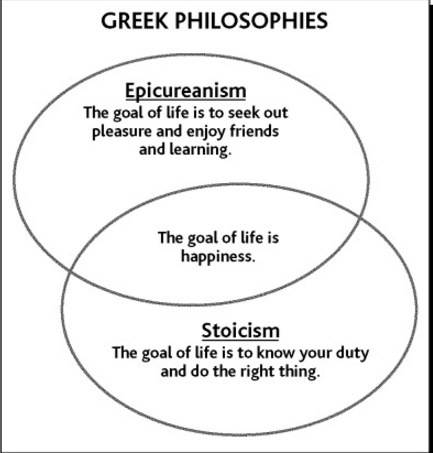 GREEK PHILOSOPHIES
Epicureanism
The goal of life is to seek out
pleasure and enjoy friends
and learning.
The goal of life is
happiness.
Stoicism
The goal of life is to know your duty
and do the right thing.